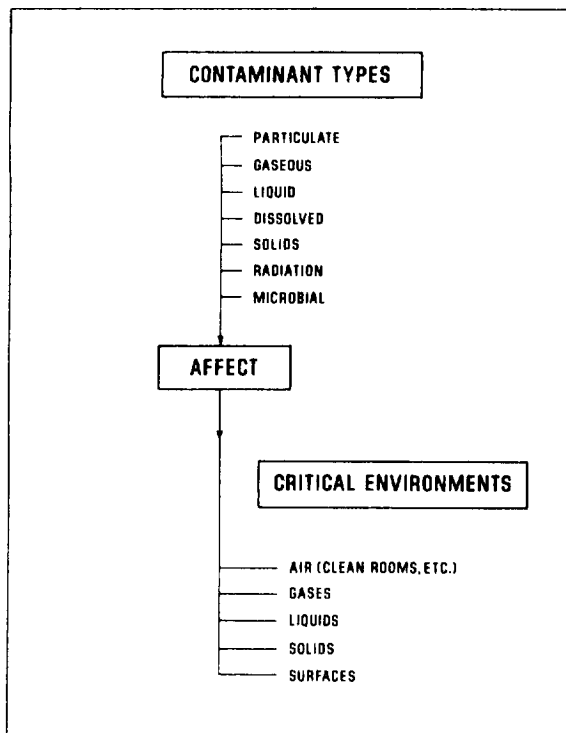 CONTAMINANT TYPES
PARTICULATE
GASEOUS
LIQUID
DISSOLVED
SOLIDS
RADIATION
MICROBIAL
AFFECT
CRITICAL ENVIRONMENTS
AIR (CLEAN ROOMS, ETC.)
GASES
LIQUIDS
SOLIDS
SURFACES